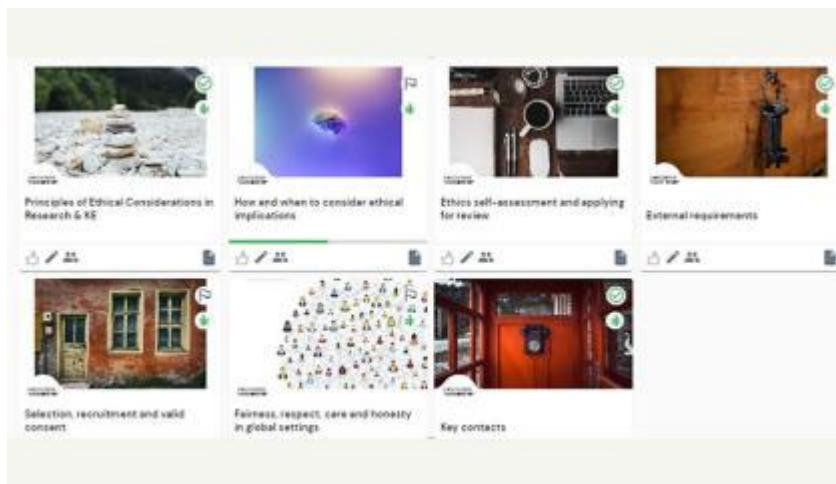 Principles of Ethical Considerations in
Research & KE
How and when to consider ethical
implications
Ethics self-assessment and applying
for review
External requirements
Selection, recruitment and valid
consent
Fairness, respect, care and honesty
in global settings
Key contacts